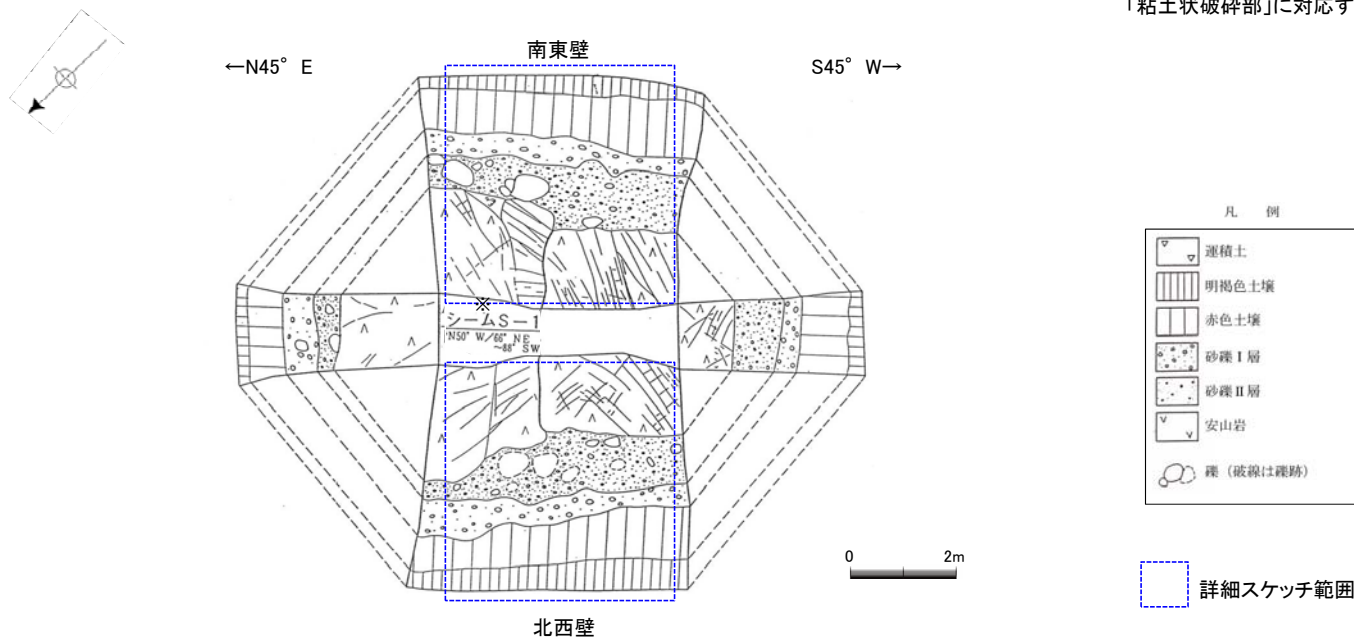 「粘土状破砕部」に対応す
南東壁
←N45° E
S45° W→
※
シームS-1
N50° W/66° NE
~88° SW
0 2m
北西壁
凡 例
運積土
明褐色土壌
赤色土壌
砂礫Ⅰ層
砂礫Ⅱ層
安山岩
礫（破線は礫跡）
詳細スケッチ範囲